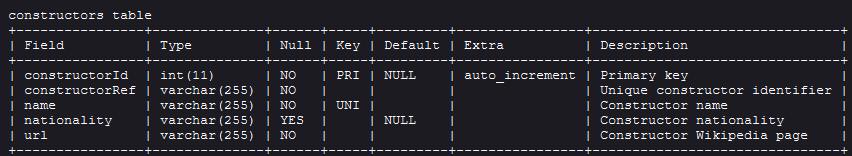 constructors table
+----------------+--------------+------+-----+---------+----------------+-------------------------------+
| Field          | Type         | Null | Key | Default | Extra          | Description                   |
+----------------+--------------+------+-----+---------+----------------+-------------------------------+
| constructorId  | int(11)      | NO   | PRI | NULL    | auto_increment | Primary key                   |
| constructorRef | varchar(255) | NO   |     |         |                | Unique constructor identifier |
| name           | varchar(255) | NO   | UNI |         |                | Constructor name              |
| nationality    | varchar(255) | YES  |     | NULL    |                | Constructor nationality       |
| url            | varchar(255) | NO   |     |         |                | Constructor Wikipedia page    |
+----------------+--------------+------+-----+---------+----------------+-------------------------------+